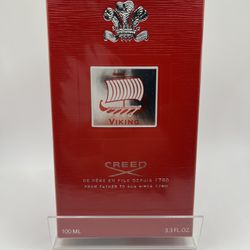 VIKING
CREED
DE PÈRE EN FILS DEPUIS 1760
FROM FATHER TO SON SINCE 1760
100 ML
3.3 FL.OZ